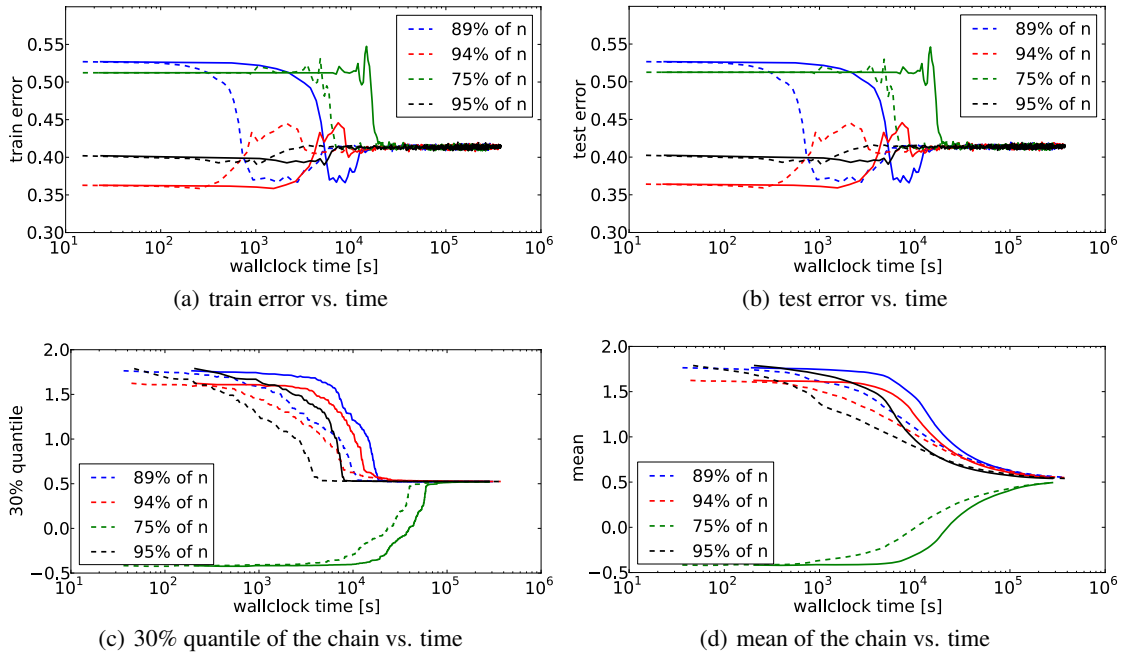 0.55
0.50
0.45
0.40
0.35
0.30
train error
89% of n
94% of n
75% of n
95% of n
10^1 10^2 10^3 10^4 10^5 10^6
wallclock time [s]
(a) train error vs. time
0.55
0.50
0.45
0.40
0.35
0.30
test error
89% of n
94% of n
75% of n
95% of n
10^1 10^2 10^3 10^4 10^5 10^6
wallclock time [s]
(b) test error vs. time
2.0
1.5
1.0
0.5
0.0
−0.5
30% quantile
89% of n
94% of n
75% of n
95% of n
10^1 10^2 10^3 10^4 10^5 10^6
wallclock time [s]
(c) 30% quantile of the chain vs. time
2.0
1.5
1.0
0.5
0.0
−0.5
mean
89% of n
94% of n
75% of n
95% of n
10^1 10^2 10^3 10^4 10^5 10^6
wallclock time [s]
(d) mean of the chain vs. time